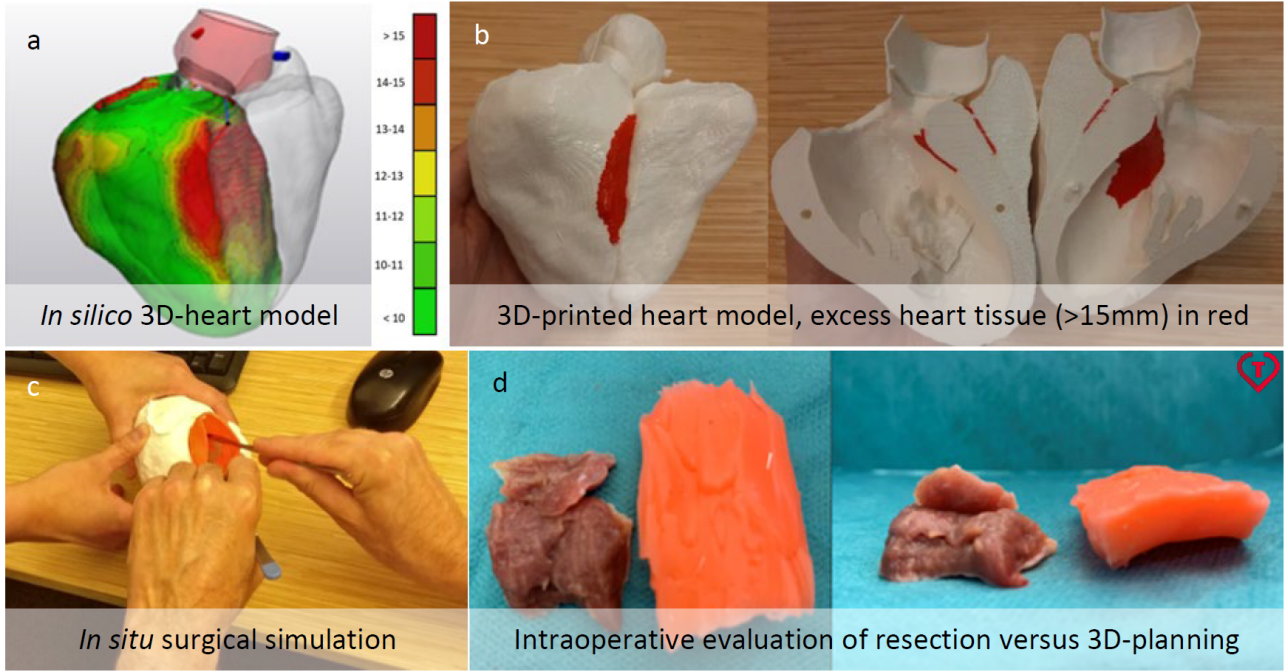 a
> 15
14-15
13-14
12-13
11-12
10-11
< 10
In silico 3D-heart model
b
3D-printed heart model, excess heart tissue (>15mm) in red
c
In situ surgical simulation
d
T
Intraoperative evaluation of resection versus 3D-planning